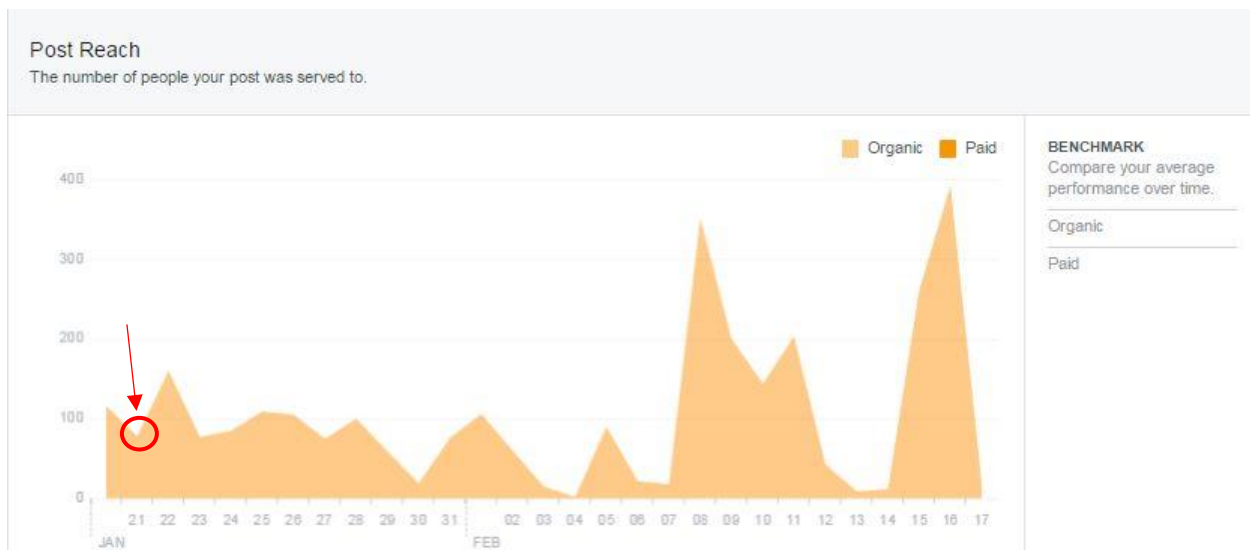 Post Reach
The number of people your post was served to.
Organic Paid
BENCHMARK
Compare your average
performance over time.
Organic
Paid
400
300
200
100
0
21 22 23 24 25 26 27 28 29 30 31 02 03 04 05 06 07 08 09 10 11 12 13 14 15 16 17
JAN FEB